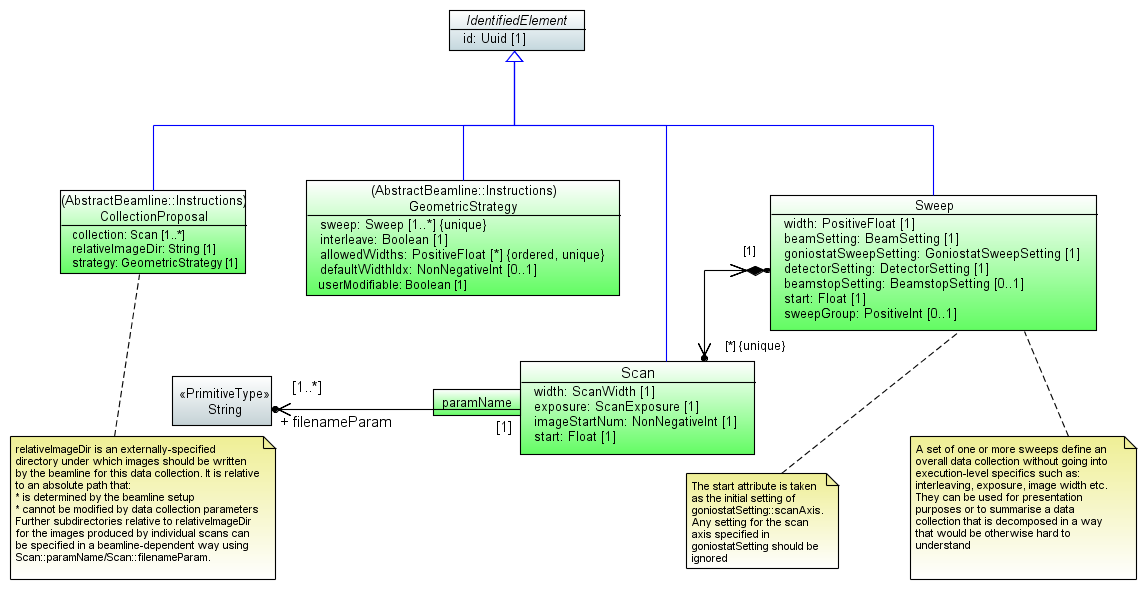 IdentifiedElement
id: Uuid [1]
(AbstractBeamline::Instructions)
CollectionProposal
collection: Scan [1..*]
relativeImageDir: String [1]
strategy: GeometricStrategy [1]
(AbstractBeamline::Instructions)
GeometricStrategy
sweep: Sweep [1..*] {unique}
interleave: Boolean [1]
allowedWidths: PositiveFloat [*] {ordered, unique}
defaultWidthIdx: NonNegativeInt [0..1]
userModifiable: Boolean [1]
Sweep
width: PositiveFloat [1]
beamSetting: BeamSetting [1]
goniostatSweepSetting: GoniostatSweepSetting [1]
detectorSetting: DetectorSetting [1]
beamstopSetting: BeamstopSetting [0..1]
start: Float [1]
sweepGroup: PositiveInt [0..1]
[1]
[*] {unique}
Scan
width: ScanWidth [1]
exposure: ScanExposure [1]
imageStartNum: NonNegativeInt [1]
start: Float [1]
paramName
[1]
[1..*]
+ filenameParam
«PrimitiveType»
String
relativeImageDir is an externally-specified
directory under which images should be written
by the beamline for this data collection. It is relative
to an absolute path that:
* is determined by the beamline setup
* cannot be modified by data collection parameters
Further subdirectories relative to relativeImageDir
for the images produced by individual scans can
be specified in a beamline-dependent way using
Scan::paramName/Scan::filenameParam.
The start attribute is taken
as the initial setting of
goniostatSetting::scanAxis.
Any setting for the scan
axis specified in
goniostatSetting should be
ignored
A set of one or more sweeps define an
overall data collection without going into
execution-level specifics such as:
interleaving, exposure, image width etc.
They can be used for presentation
purposes or to summarise a data
collection that is decomposed in a way
that would be otherwise hard to
understand